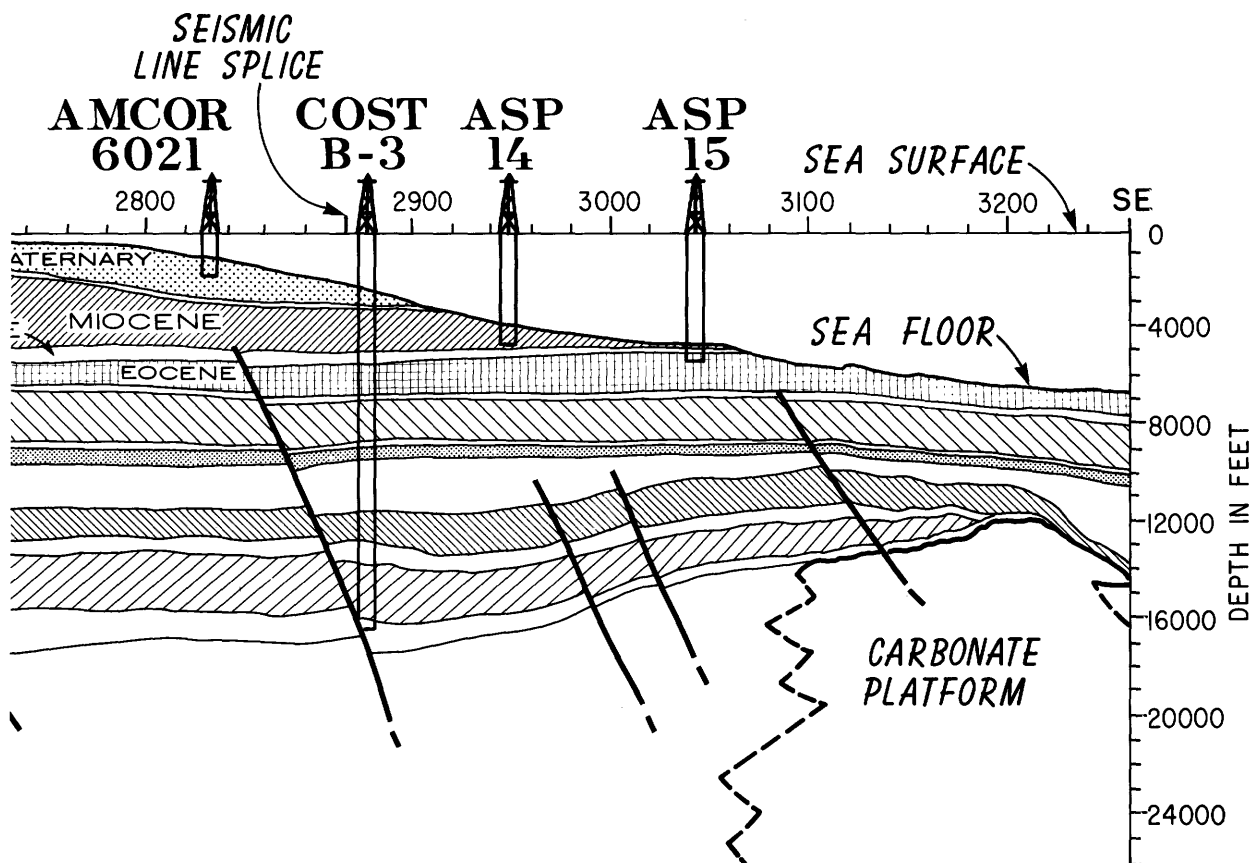 SEISMIC
LINE SPLICE
AMCOR
6021
COST
B-3
ASP
14
ASP
15
SEA SURFACE
2800
2900
3000
3100
3200
SE
0
ATERNARY
MIOCENE
SEA FLOOR
4000
EOCENE
8000
12000
16000
20000
24000
DEPTH IN FEET
CARBONATE
PLATFORM